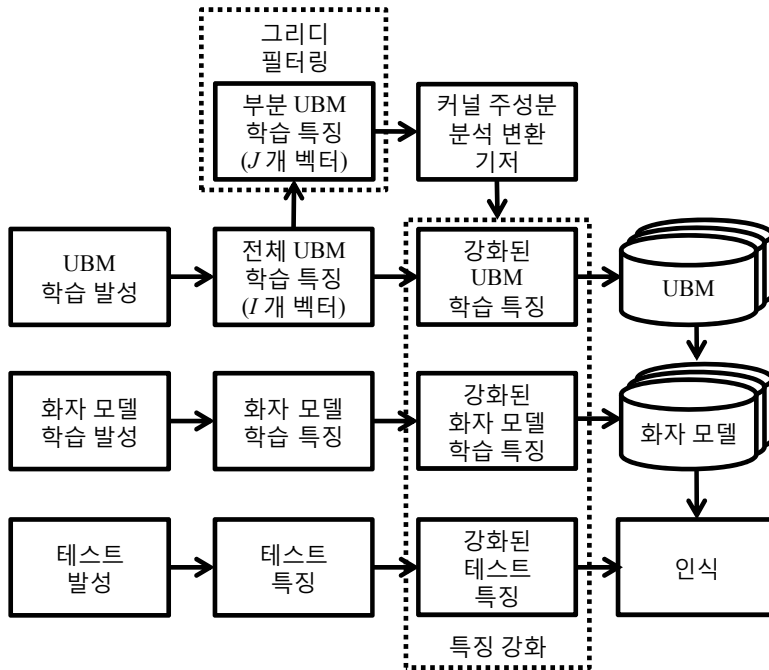 그리디
필터링
부분 UBM
학습 특징
(J 개 벡터)
커널 주성분
분석 변환
기저
UBM
학습 발성
전체 UBM
학습 특징
(I 개 벡터)
강화된
UBM
학습 특징
UBM
화자 모델
학습 발성
화자 모델
학습 특징
강화된
화자 모델
학습 특징
화자 모델
테스트
발성
테스트
특징
강화된
테스트
특징
인식
특징 강화